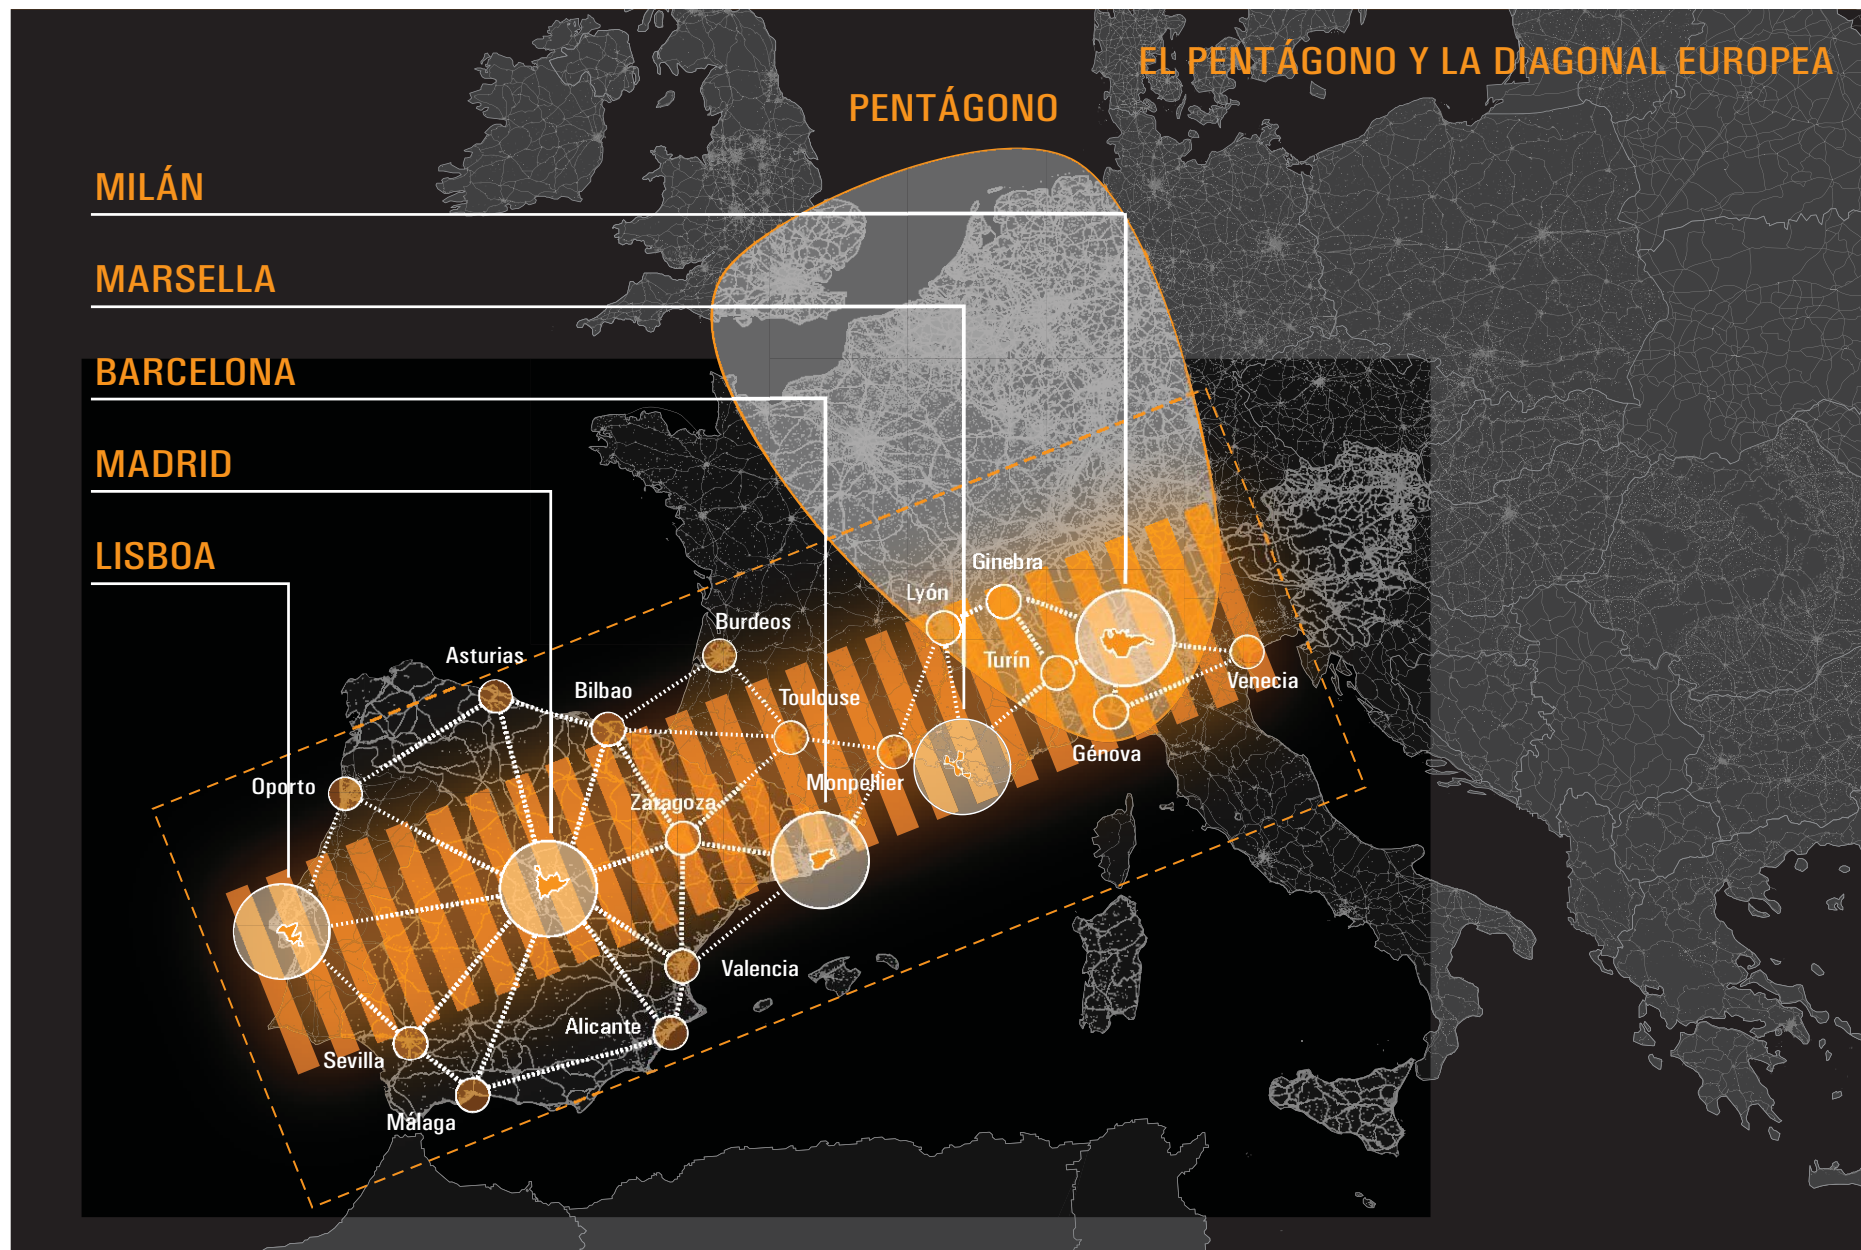 EL PENTÁGONO Y LA DIAGONAL EUROPEA
PENTÁGONO
MILÁN
MARSELLA
BARCELONA
MADRID
LISBOA
Ginebra
Lyón
Burdeos
Asturias
Turín
Venecia
Bilbao
Toulouse
Génova
Oporto
Monpellier
Zaragoza
Valencia
Alicante
Sevilla
Málaga